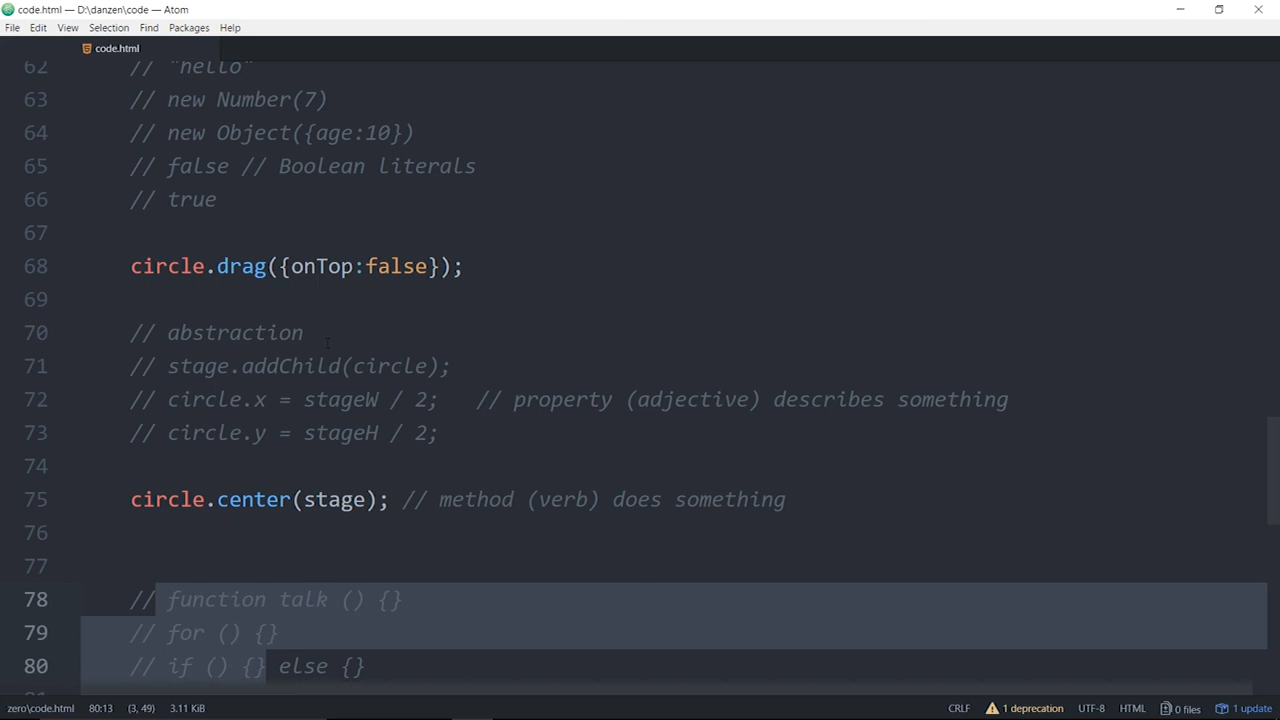 code.html — D:\danzen\code — Atom
File Edit View Selection Find Packages Help
code.html
62 // "hello"
63 // new Number(7)
64 // new Object({age:10})
65 // false // Boolean literals
66 // true
67
68 circle.drag({onTop:false});
69
70 // abstraction
71 // stage.addChild(circle);
72 // circle.x = stageW / 2; // property (adjective) describes something
73 // circle.y = stageH / 2;
74
75 circle.center(stage); // method (verb) does something
76
77
78 // function talk () {}
79 // for () {}
80 // if () {} else {}
zero\code.html 80:13 (3, 49) 3.11 KiB CRLF 1 deprecation UTF-8 HTML 0 files 1 update